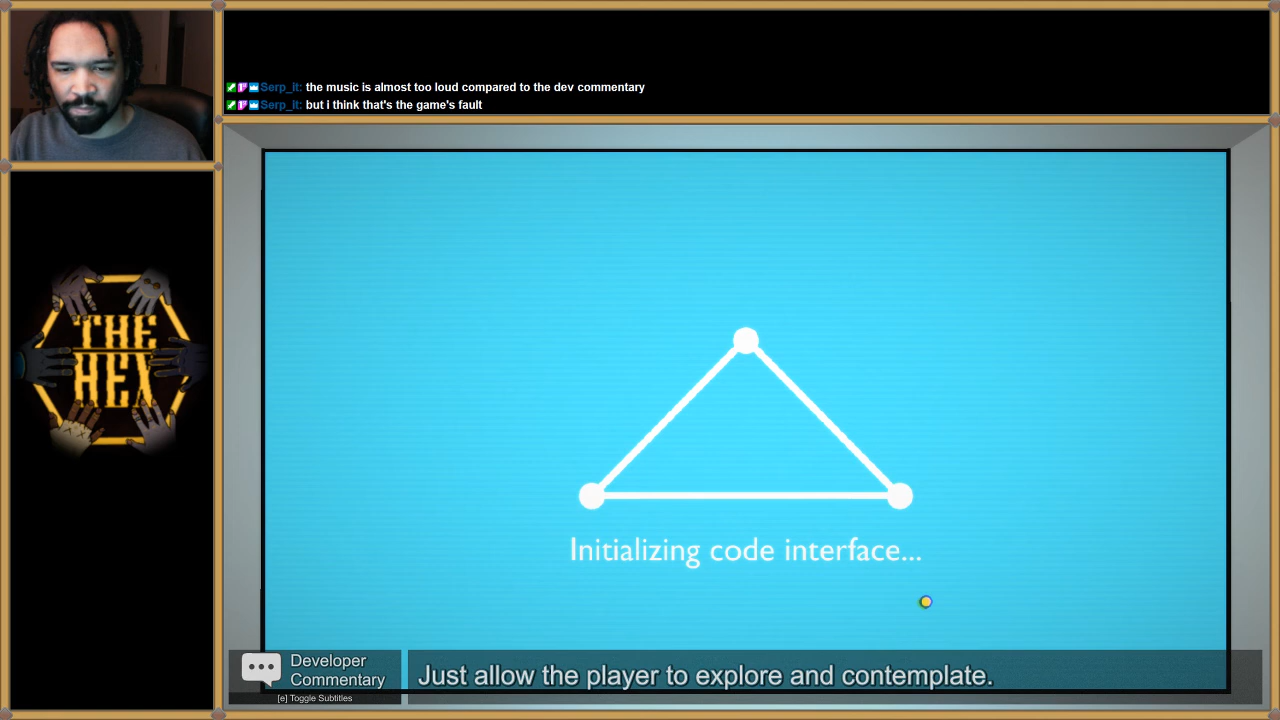 Serp_it: the music is almost too loud compared to the dev commentary
Serp_it: but i think that's the game's fault
THE
HEX
Initializing code interface...
Developer
Commentary
[e] Toggle Subtitles
Just allow the player to explore and contemplate.